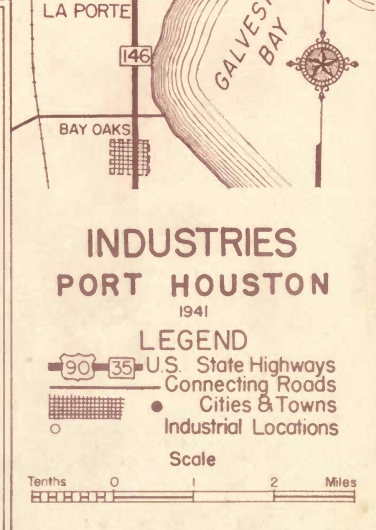 LA PORTE
146
GALVES
BAY
BAY OAKS
INDUSTRIES
PORT HOUSTON
1941
LEGEND
90 35 U.S. State Highways
Connecting Roads
Cities & Towns
Industrial Locations
Scale
Tenths 0 1 2 Miles